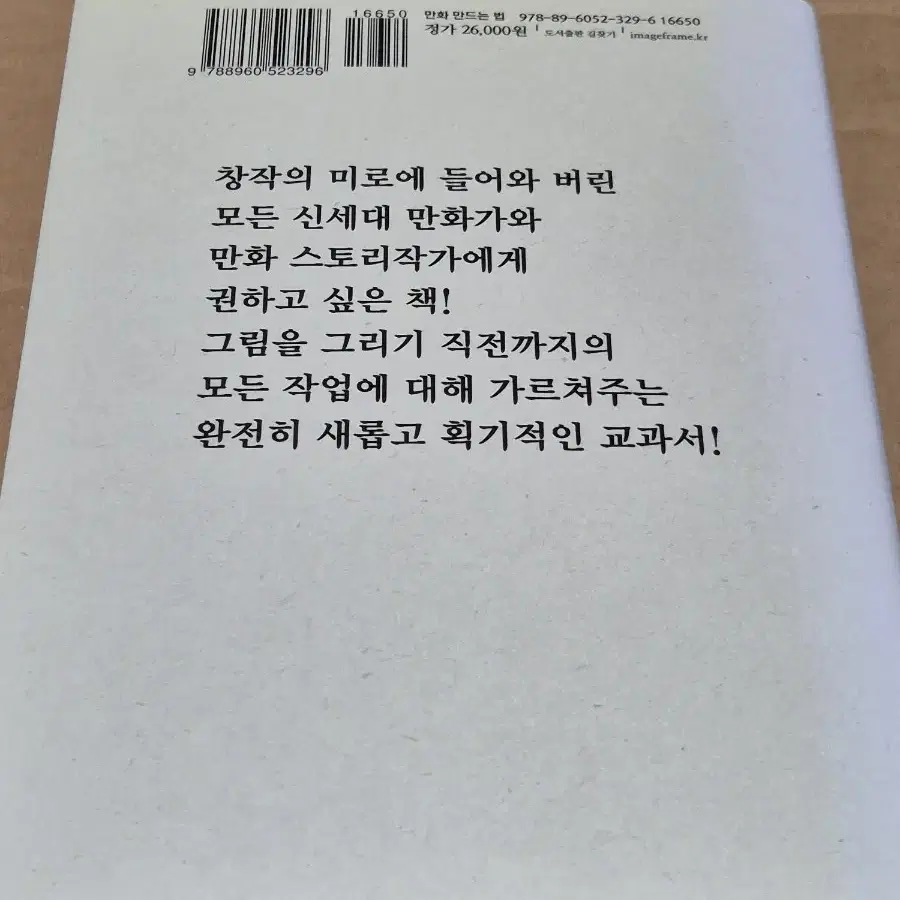 16650
9 788960 523296
만화 만드는 법 978-89-6052-329-6 16650
정가 26,000원 | 도서출판 길찾기 | imageframe.kr
창작의 미로에 들어와 버린
모든 신세대 만화가와
만화 스토리작가에게
권하고 싶은 책!
그림을 그리기 직전까지의
모든 작업에 대해 가르쳐주는
완전히 새롭고 획기적인 교과서!